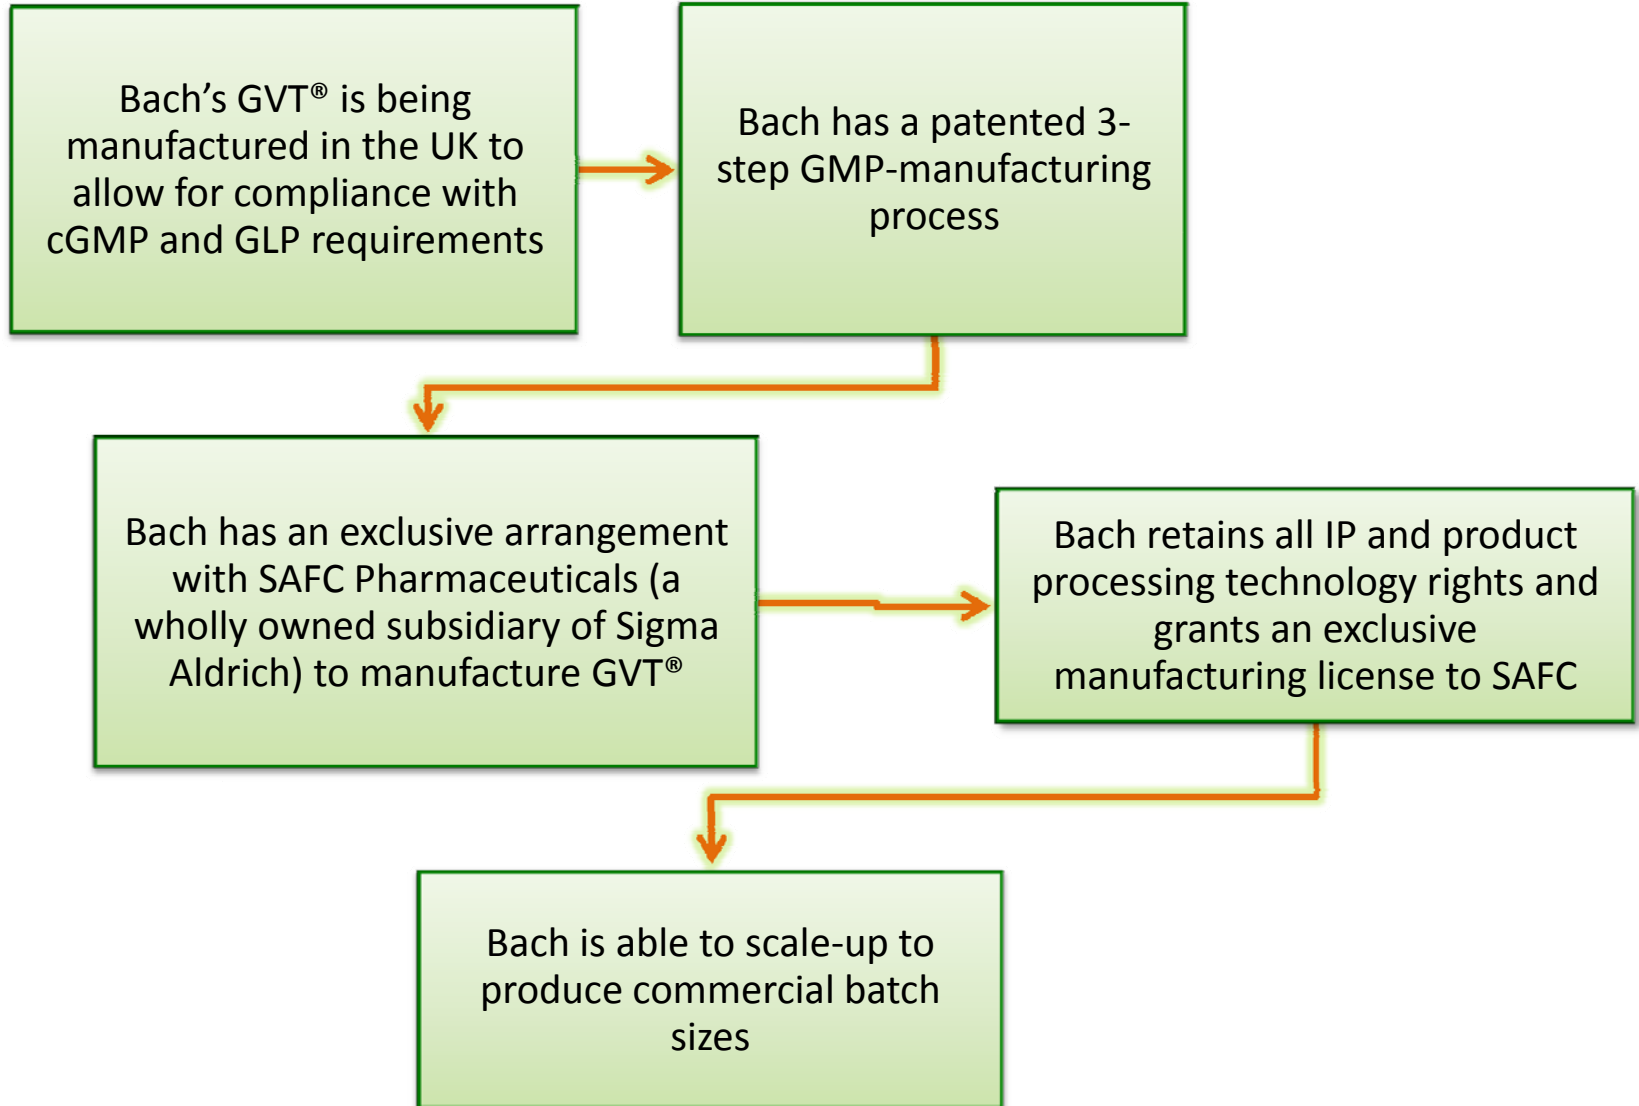 Bach’s GVT® is being
manufactured in the UK to
allow for compliance with
cGMP and GLP requirements
Bach has a patented 3-
step GMP-manufacturing
process
Bach has an exclusive arrangement
with SAFC Pharmaceuticals (a
wholly owned subsidiary of Sigma
Aldrich) to manufacture GVT®
Bach retains all IP and product
processing technology rights and
grants an exclusive
manufacturing license to SAFC
Bach is able to scale-up to
produce commercial batch
sizes